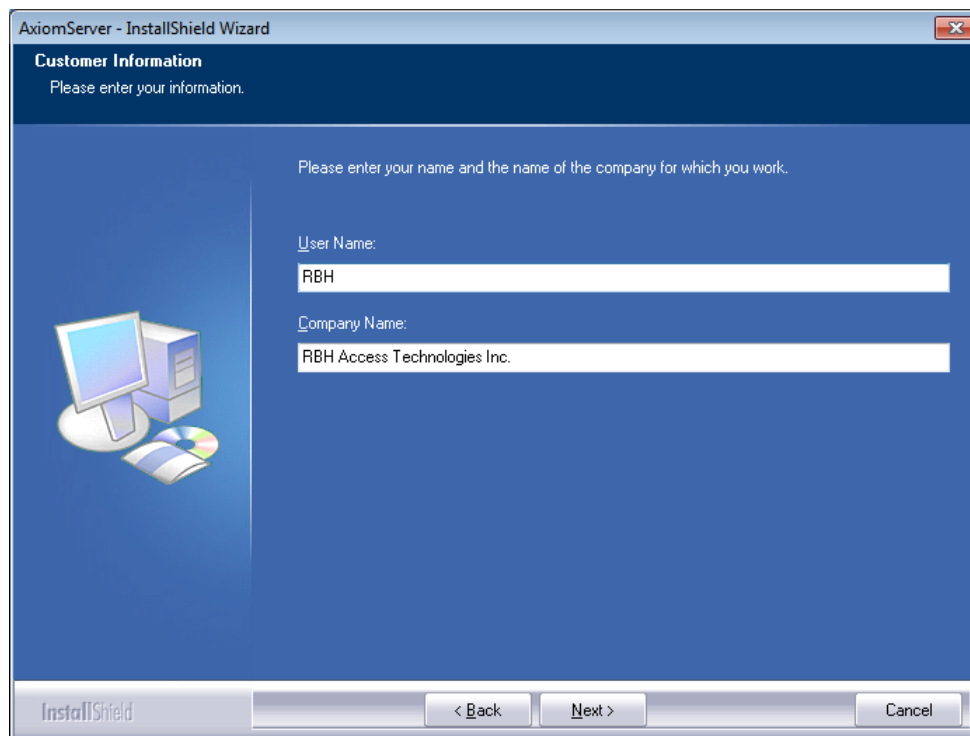 AxiomServer - InstallShield Wizard
Customer Information
Please enter your information.
Please enter your name and the name of the company for which you work.
User Name:
RBH
Company Name:
RBH Access Technologies Inc.
InstallShield
< Back
Next >
Cancel